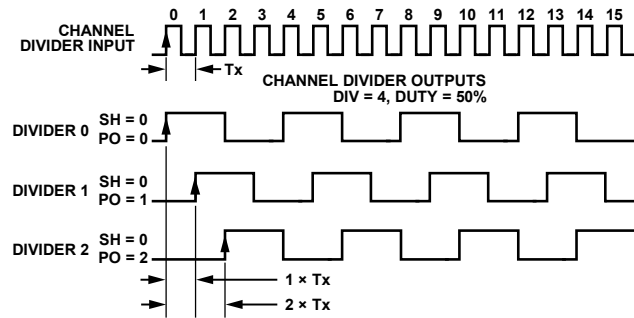 0 1 2 3 4 5 6 7 8 9 10 11 12 13 14 15
CHANNEL
DIVIDER INPUT
Tx
CHANNEL DIVIDER OUTPUTS
DIV = 4, DUTY = 50%
DIVIDER 0
SH = 0
PO = 0
DIVIDER 1
SH = 0
PO = 1
DIVIDER 2
SH = 0
PO = 2
1 × Tx
2 × Tx